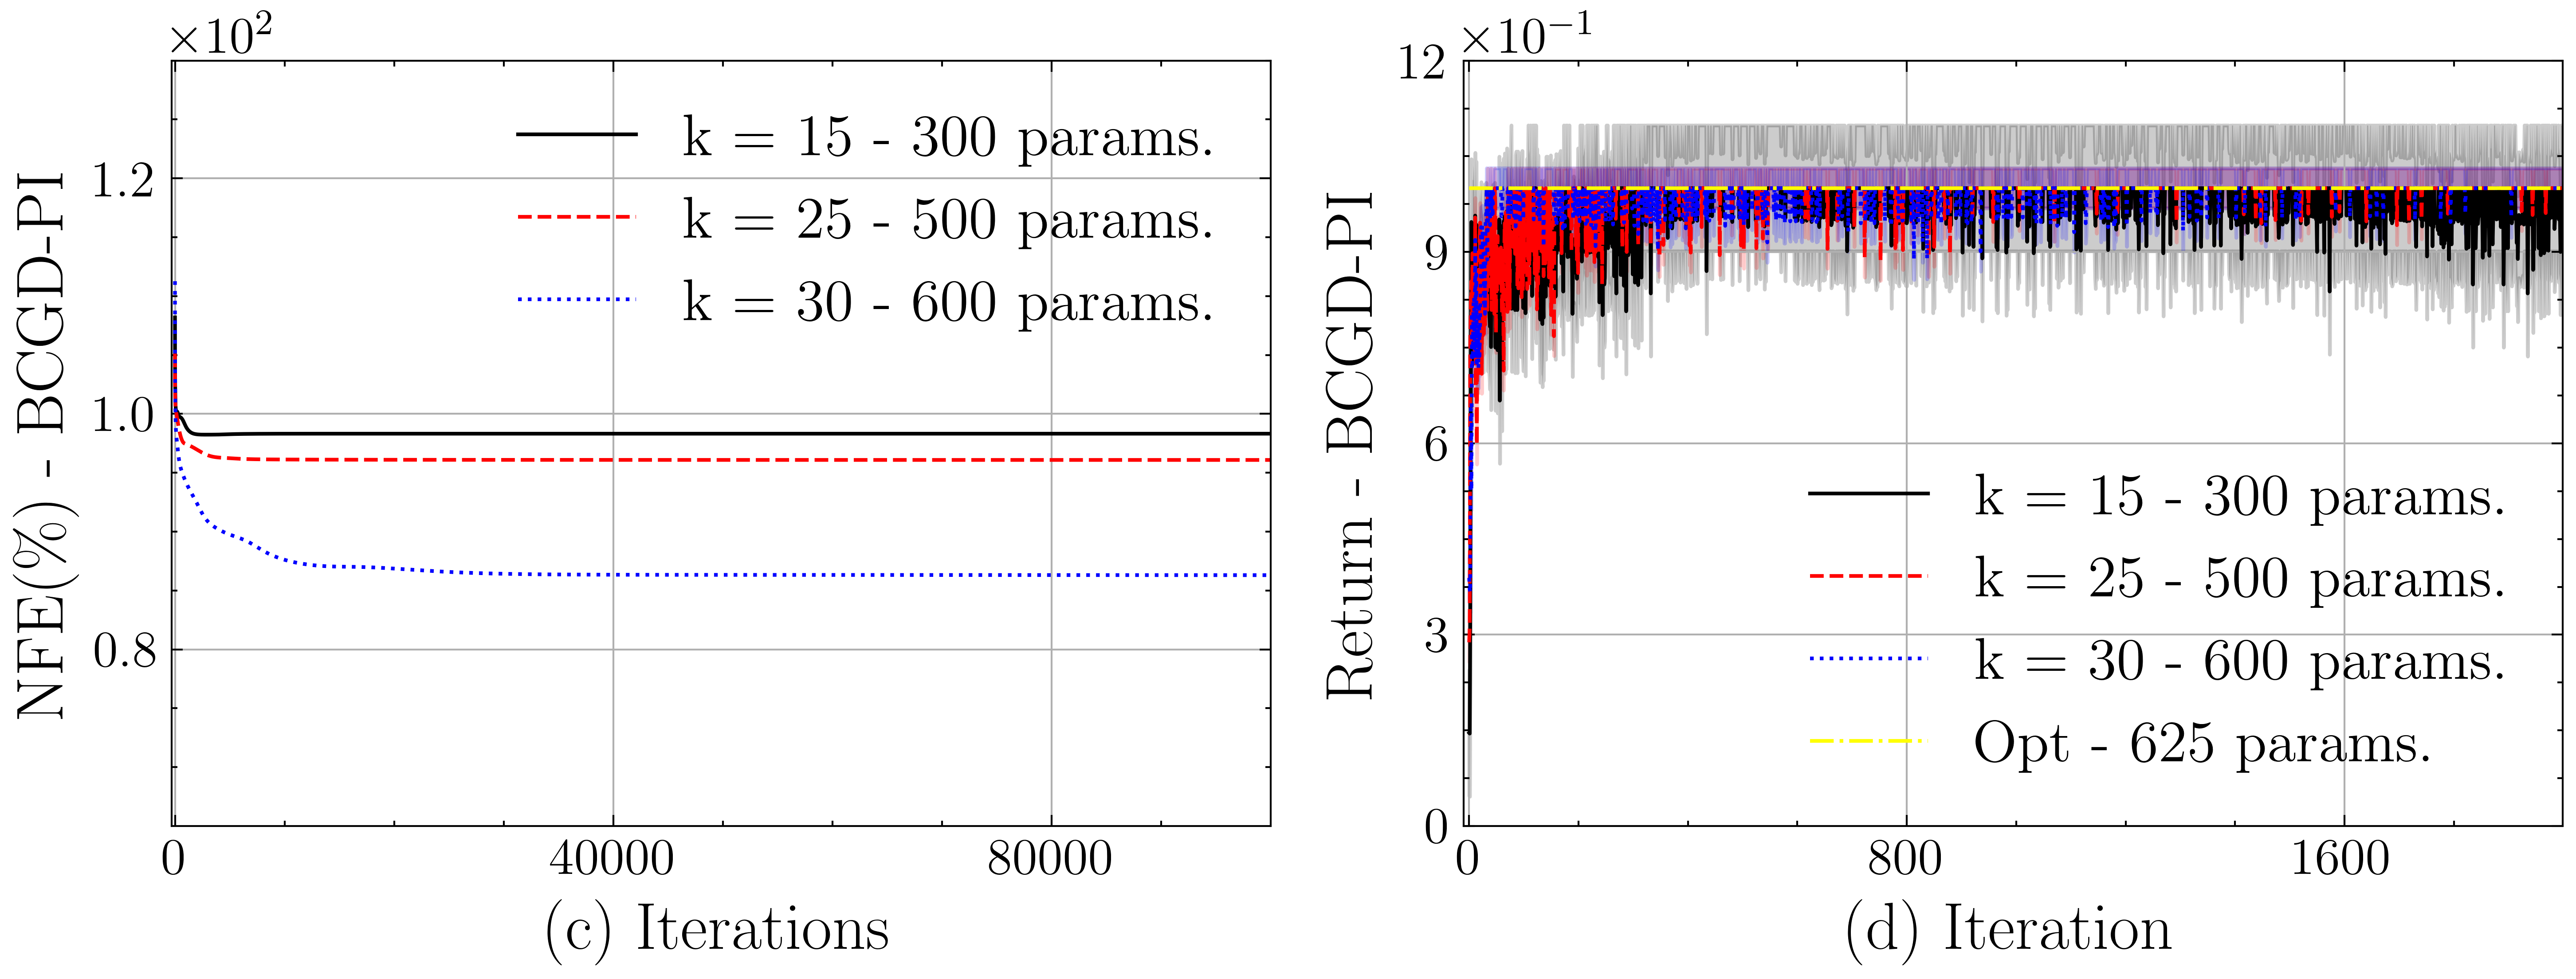 ×10²
NFE(%) - BCGD-PI
1.2
1.0
0.8
k = 15 - 300 params.
k = 25 - 500 params.
k = 30 - 600 params.
0 40000 80000
(c) Iterations
×10⁻¹
Return - BCGD-PI
12
9
6
3
0
k = 15 - 300 params.
k = 25 - 500 params.
k = 30 - 600 params.
Opt - 625 params.
0 800 1600
(d) Iteration